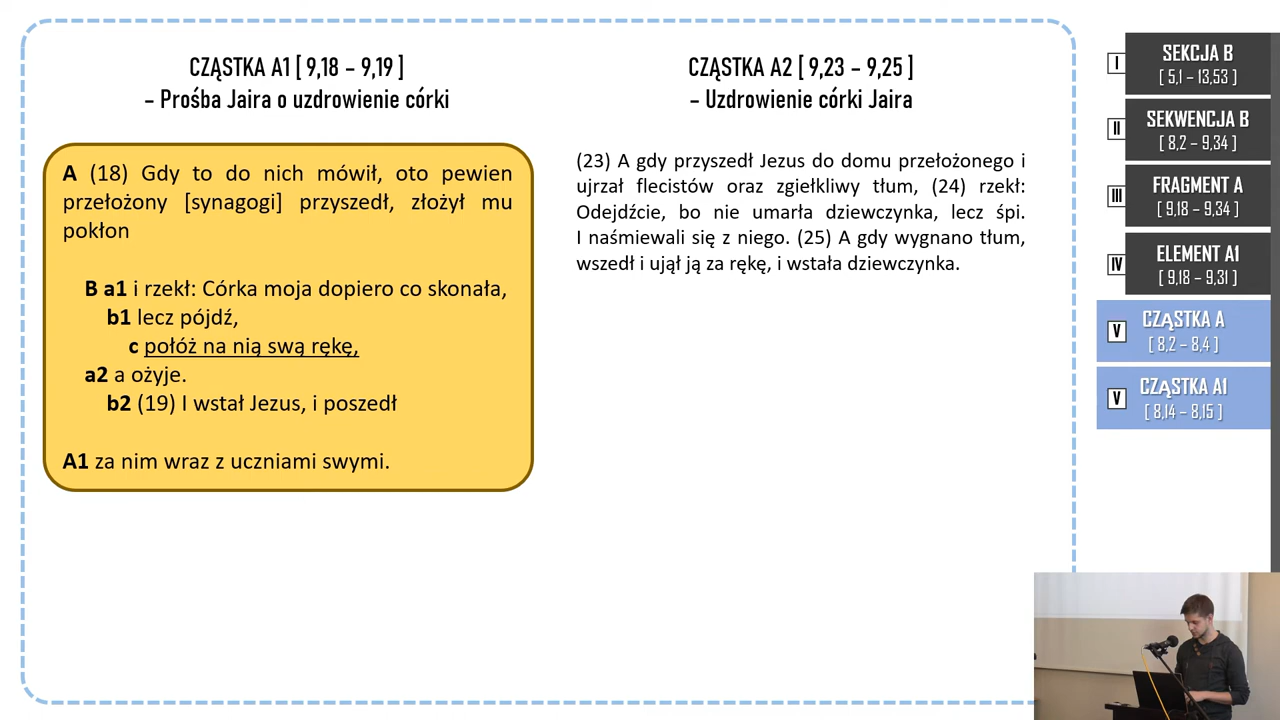 CZĄSTKA A1 [ 9,18 – 9,19 ]
– Prośba Jaira o uzdrowienie córki
A (18) Gdy to do nich mówił, oto pewien
przełożony [synagogi] przyszedł, złożył mu
pokłon
B a1 i rzekł: Córka moja dopiero co skonała,
b1 lecz pójdź,
c połóż na nią swą rękę,
a2 a ożyje.
b2 (19) I wstał Jezus, i poszedł
A1 za nim wraz z uczniami swymi.
CZĄSTKA A2 [ 9,23 – 9,25 ]
– Uzdrowienie córki Jaira
(23) A gdy przyszedł Jezus do domu przełożonego i
ujrzał flecistów oraz zgiełkliwy tłum, (24) rzekł:
Odejdźcie, bo nie umarła dziewczynka, lecz śpi.
I naśmiewali się z niego. (25) A gdy wygnano tłum,
wszedł i ujął ją za rękę, i wstała dziewczynka.
I SEKCJA B
[ 5,1 – 13,53 ]
II SEKWENCJA B
[ 8,2 – 9,34 ]
III FRAGMENT A
[ 9,18 – 9,34 ]
IV ELEMENT A1
[ 9,18 – 9,31 ]
V CZĄSTKA A
[ 8,2 – 8,4 ]
V CZĄSTKA A1
[ 8,14 – 8,15 ]